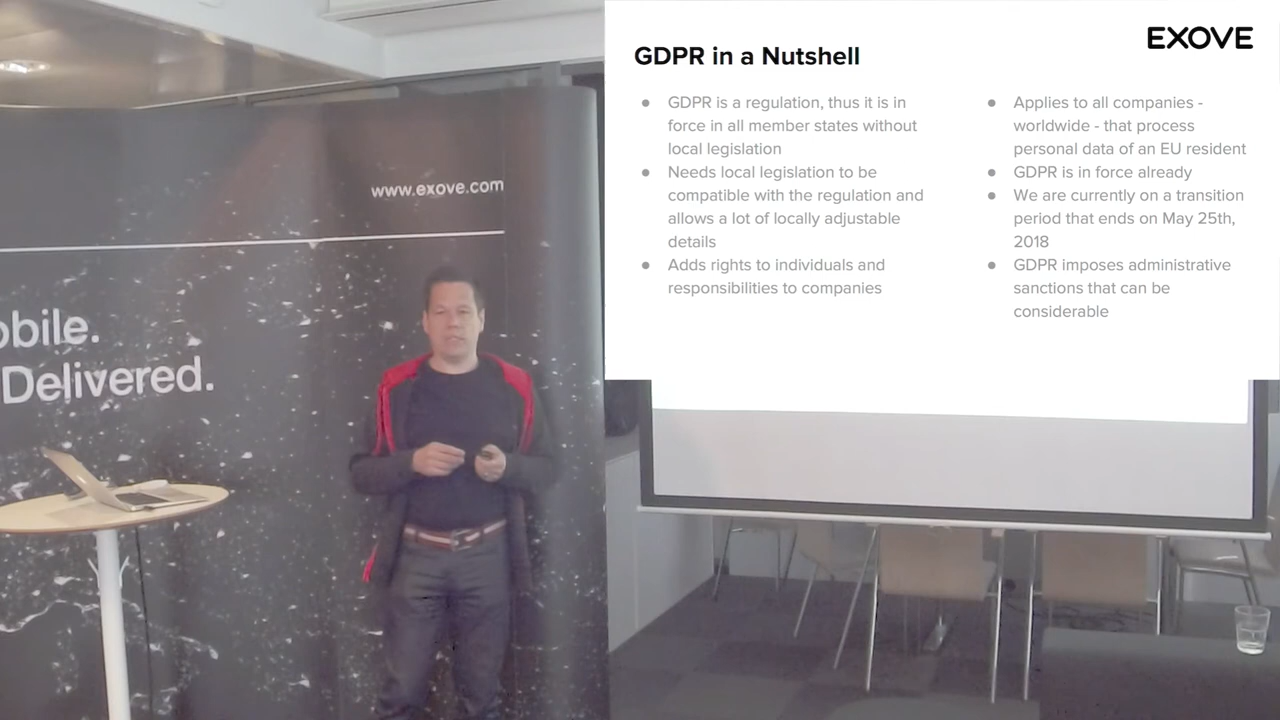 www.exove.com
obile.
Delivered.
EXOVE
GDPR in a Nutshell
● GDPR is a regulation, thus it is in
force in all member states without
local legislation
● Needs local legislation to be
compatible with the regulation and
allows a lot of locally adjustable
details
● Adds rights to individuals and
responsibilities to companies
● Applies to all companies -
worldwide - that process
personal data of an EU resident
● GDPR is in force already
● We are currently on a transition
period that ends on May 25th,
2018
● GDPR imposes administrative
sanctions that can be
considerable